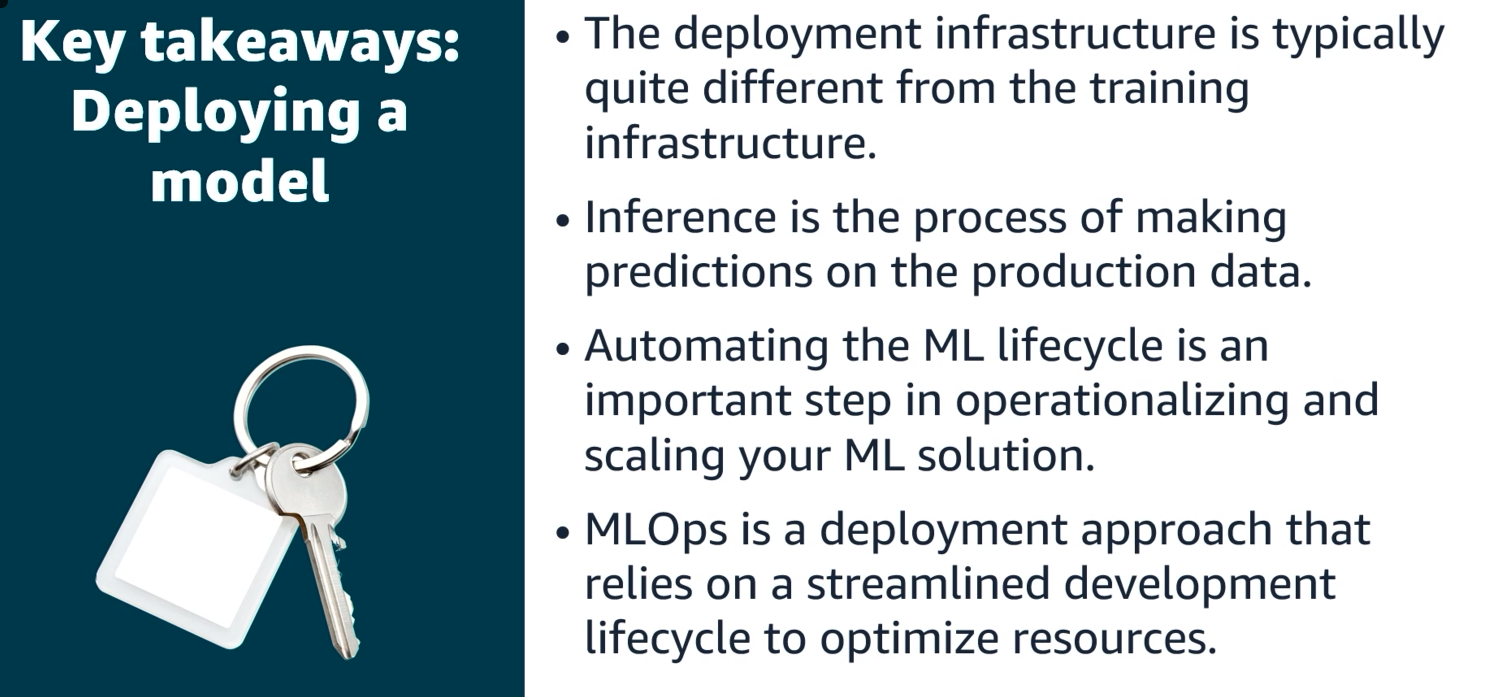 Key takeaways:
Deploying a
model
• The deployment infrastructure is typically
quite different from the training
infrastructure.
• Inference is the process of making
predictions on the production data.
• Automating the ML lifecycle is an
important step in operationalizing and
scaling your ML solution.
• MLOps is a deployment approach that
relies on a streamlined development
lifecycle to optimize resources.